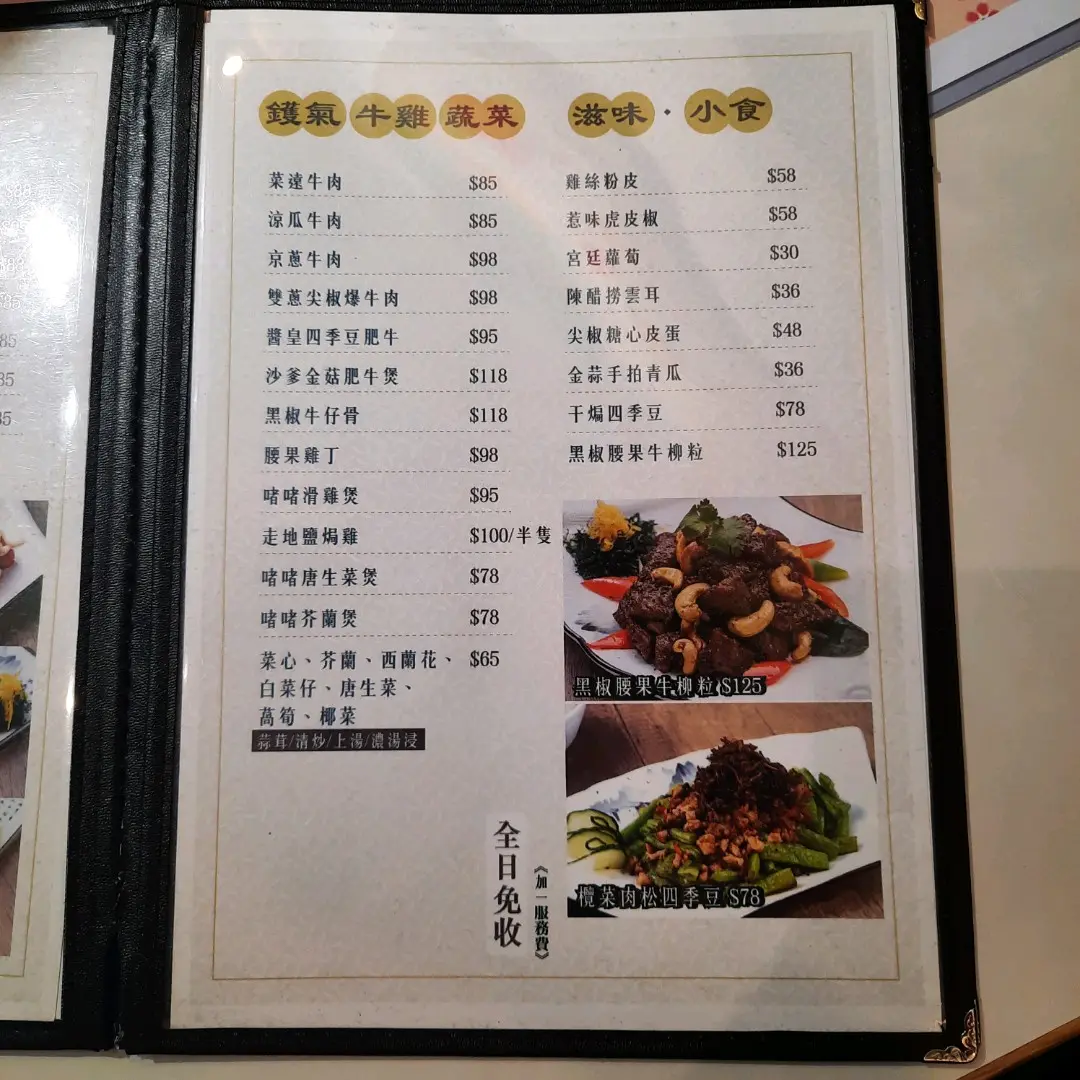 鑊氣 牛雞 蔬菜
菜遠牛肉 $85
涼瓜牛肉 $85
京蔥牛肉 $98
雙蔥尖椒爆牛肉 $98
醬皇四季豆肥牛 $95
沙爹金菇肥牛煲 $118
黑椒牛仔骨 $118
腰果雞丁 $98
啫啫滑雞煲 $95
走地鹽焗雞 $100/半隻
啫啫唐生菜煲 $78
啫啫芥蘭煲 $78
菜心、芥蘭、西蘭花、 $65
白菜仔、唐生菜、
萵筍、椰菜
蒜茸/清炒/上湯/濃湯浸
全日免收
《加一服務費》
滋味·小食
雞絲粉皮 $58
惹味虎皮椒 $58
宮廷蘿蔔 $30
陳醋撈雲耳 $36
尖椒糖心皮蛋 $48
金蒜手拍青瓜 $36
干煸四季豆 $78
黑椒腰果牛柳粒 $125
黑椒腰果牛柳粒 $125
欖菜肉松四季豆 $78